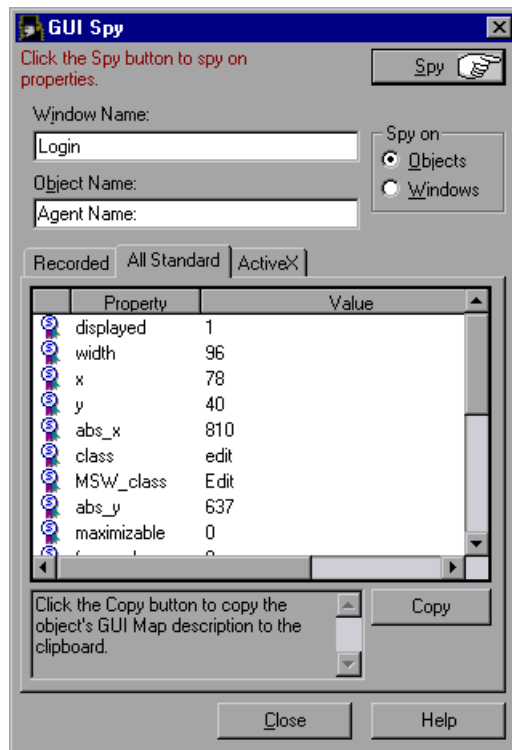 GUI Spy
Click the Spy button to spy on
properties.
Spy
Window Name:
Login
Spy on
Objects
Windows
Object Name:
Agent Name:
Recorded
All Standard
ActiveX
Property Value
displayed 1
width 96
x 78
y 40
abs_x 810
class edit
MSW_class Edit
abs_y 637
maximizable 0
Click the Copy button to copy the
object's GUI Map description to the
clipboard.
Copy
Close
Help